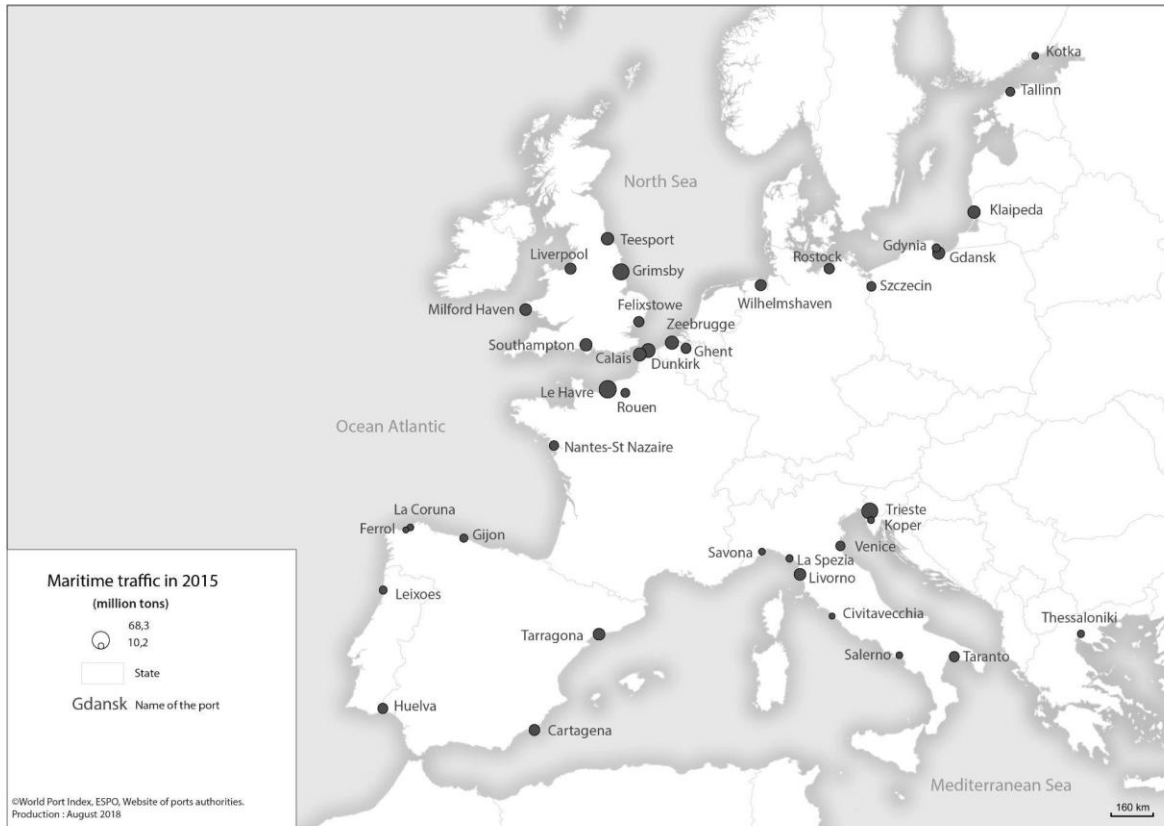 Kotka
Tallinn
North Sea
Klaipeda
Teesport
Gdynia
Gdansk
Liverpool
Rostock
Grimsby
Szczecin
Wilhelmshaven
Milford Haven
Felixstowe
Zeebrugge
Southampton
Ghent
Calais
Dunkirk
Le Havre
Rouen
Ocean Atlantic
Nantes-St Nazaire
La Coruna
Ferrol
Gijon
Trieste
Koper
Savona
Venice
La Spezia
Livorno
Leixoes
Civitavecchia
Thessaloniki
Tarragona
Salerno
Taranto
Huelva
Cartagena
Mediterranean Sea
160 km
Maritime traffic in 2015
(million tons)
68,3
10,2
State
Gdansk Name of the port
©World Port Index, ESPO, Website of ports authorities.
Production : August 2018